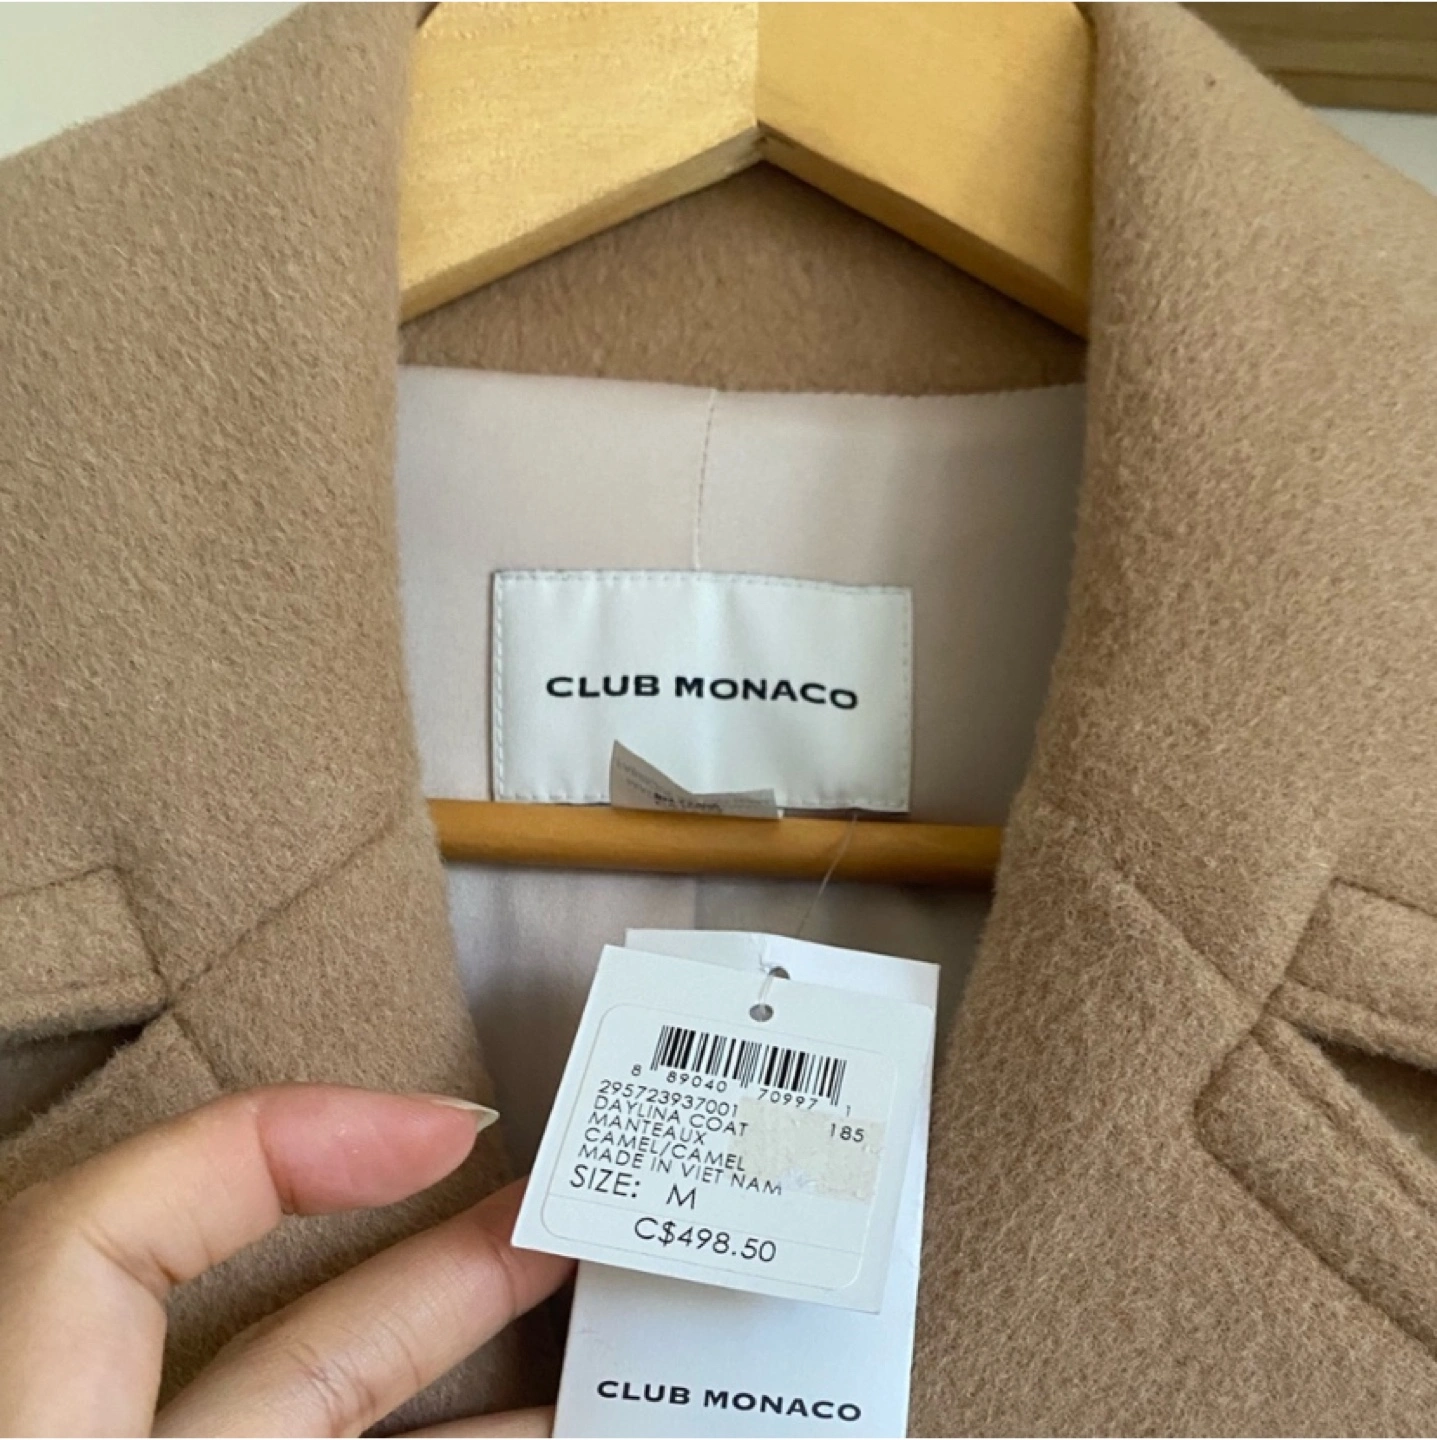 CLUB MONACO
8 89040 70997 1
295723937001
DAYLINA COAT 185
MANTEAUX
CAMEL/CAMEL
MADE IN VIET NAM
SIZE: M
C$498.50
CLUB MONACO